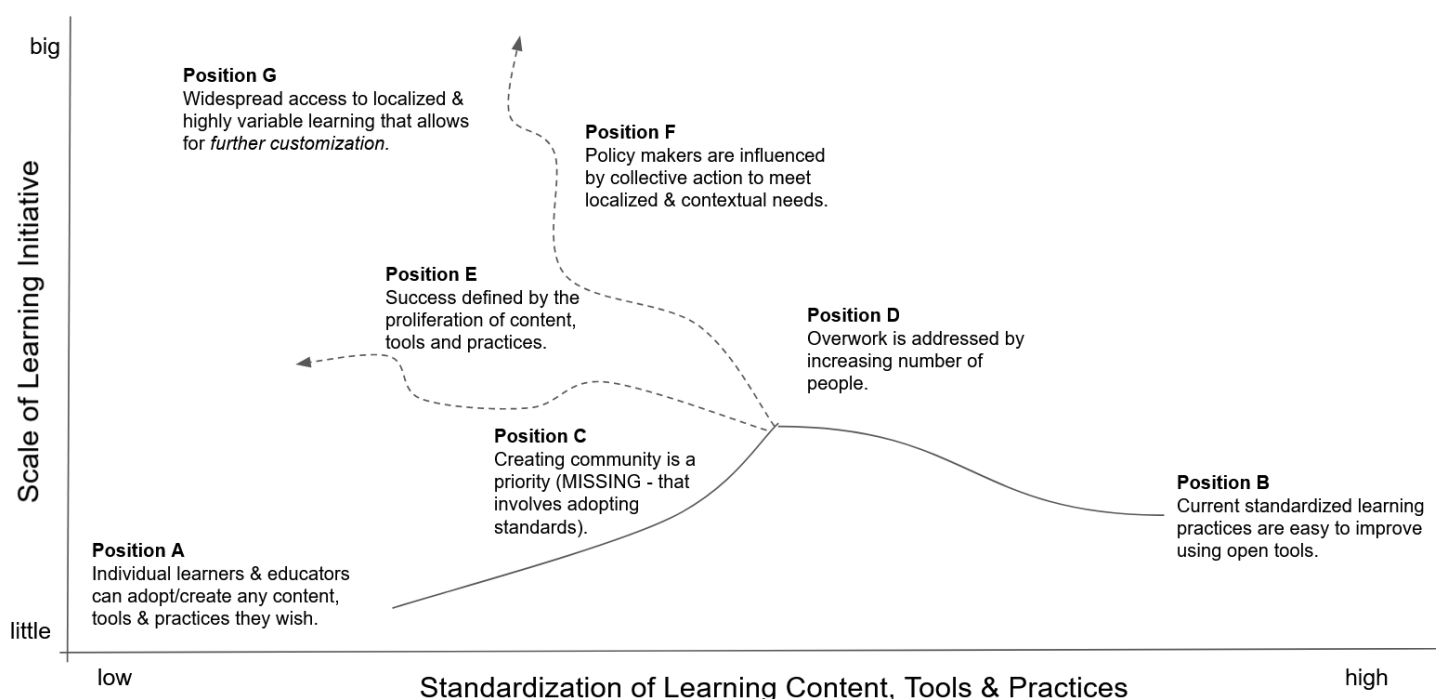 big
Position G
Widespread access to localized &
highly variable learning that allows
for further customization.
Position F
Policy makers are influenced
by collective action to meet
localized & contextual needs.
Scale of Learning Initiative
Position E
Success defined by the
proliferation of content,
tools and practices.
Position D
Overwork is addressed by
increasing number of
people.
Position C
Creating community is a
priority (MISSING - that
involves adopting
standards).
Position B
Current standardized learning
practices are easy to improve
using open tools.
Position A
Individual learners & educators
can adopt/create any content,
tools & practices they wish.
little
low
Standardization of Learning Content, Tools & Practices
high